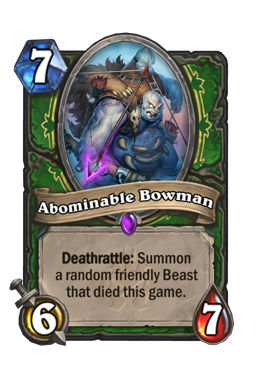 7
Abominable Bowman
Deathrattle: Summon
a random friendly Beast
that died this game.
6
7